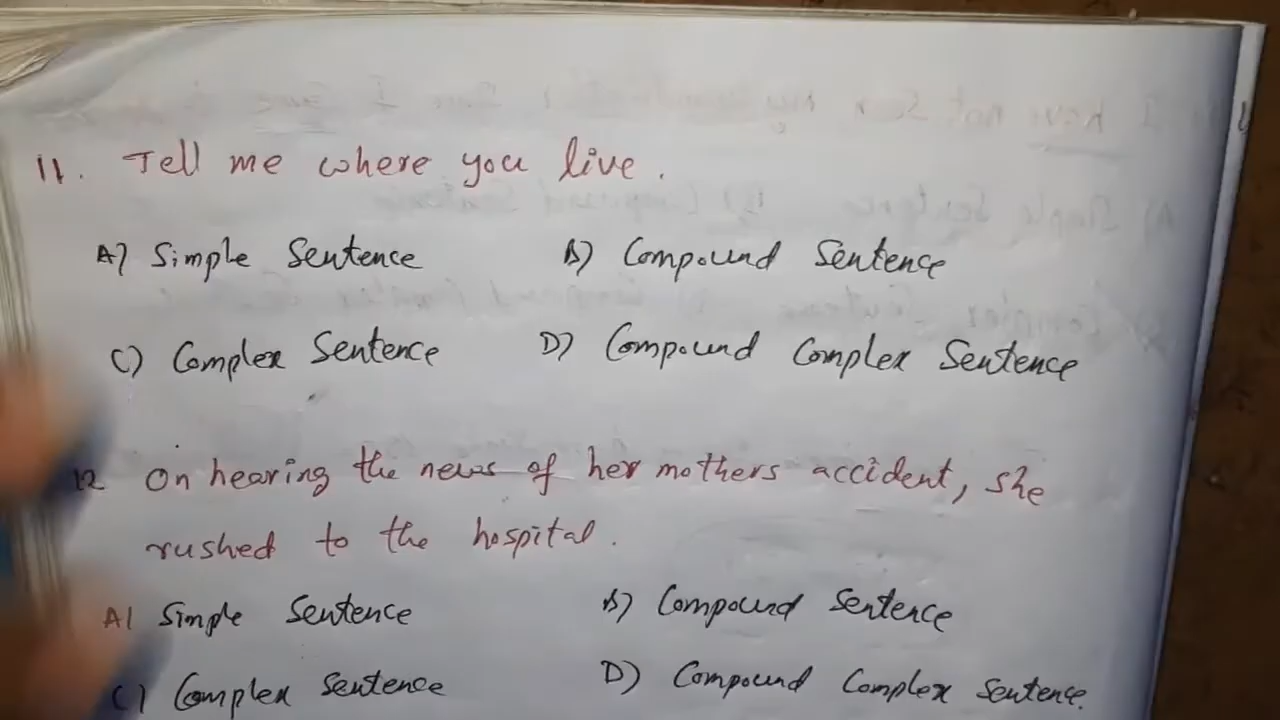 11. Tell me where you live.
A) Simple Sentence B) Compound Sentence
C) Complex Sentence D) Compound Complex Sentence
12 On hearing the news of her mothers accident, she
rushed to the hospital.
A) Simple Sentence B) Compound Sentence
C) Complex Sentence D) Compound Complex Sentence.